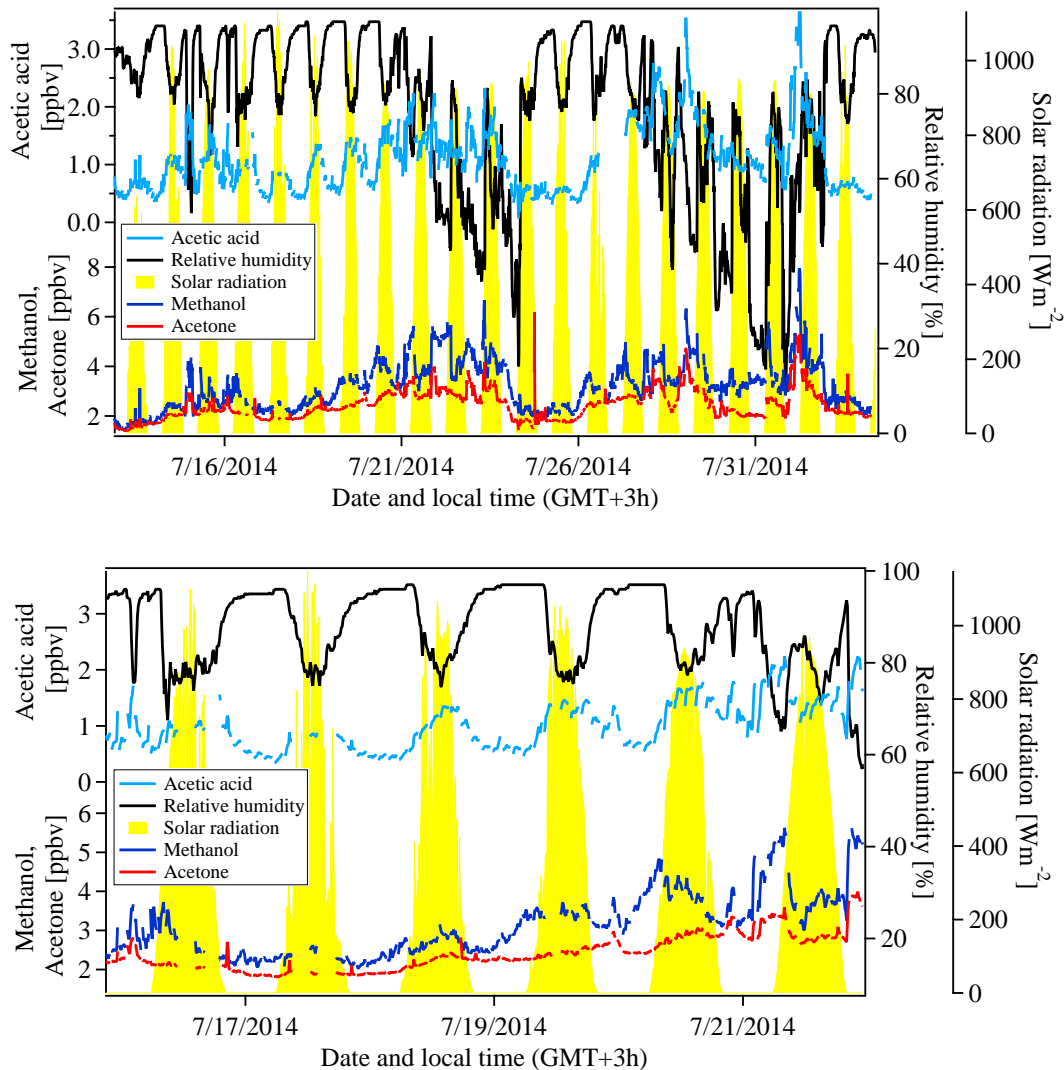 Acetic acid
[ppbv]
3.0
2.0
1.0
0.0
Methanol,
Acetone [ppbv]
8
6
4
2
Acetic acid
Relative humidity
Solar radiation
Methanol
Acetone
80
60
40
20
0
Relative humidity [%]
1000
800
600
400
200
0
Solar radiation [Wm-2]
7/16/2014
7/21/2014
7/26/2014
7/31/2014
Date and local time (GMT+3h)
Acetic acid
[ppbv]
3
2
1
0
Methanol,
Acetone [ppbv]
6
5
4
3
2
Acetic acid
Relative humidity
Solar radiation
Methanol
Acetone
100
80
60
40
20
Relative humidity [%]
1000
800
600
400
200
0
Solar radiation [Wm-2]
7/17/2014
7/19/2014
7/21/2014
Date and local time (GMT+3h)